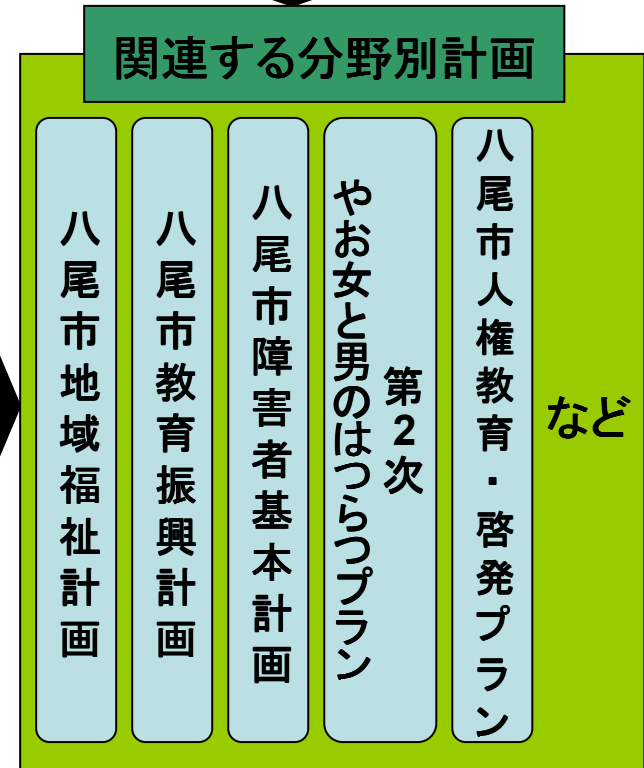 関連する分野別計画
八尾市地域福祉計画
八尾市教育振興計画
八尾市障害者基本計画
第2次
やお女と男のはつらつプラン
八尾市人権教育・啓発プラン
など